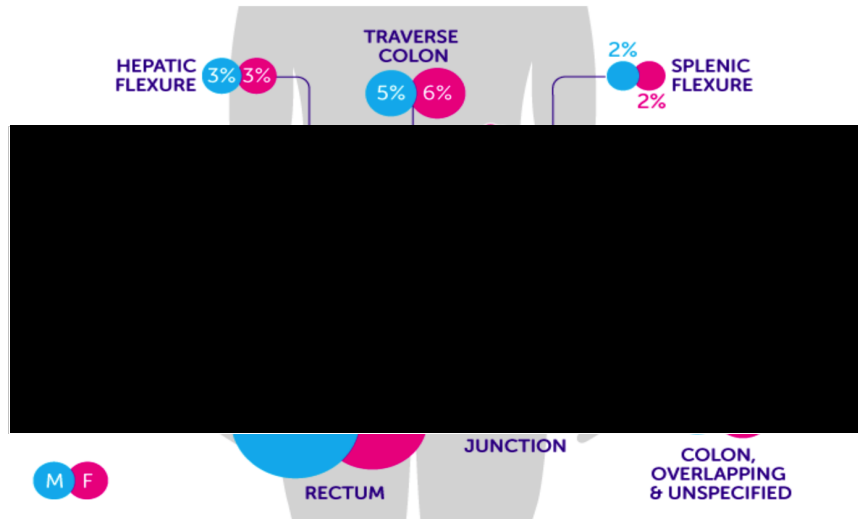 TRAVERSE
COLON
HEPATIC
FLEXURE
3% 3%
5% 6%
2%
SPLENIC
FLEXURE
2%
JUNCTION
COLON,
OVERLAPPING
& UNSPECIFIED
M F
RECTUM